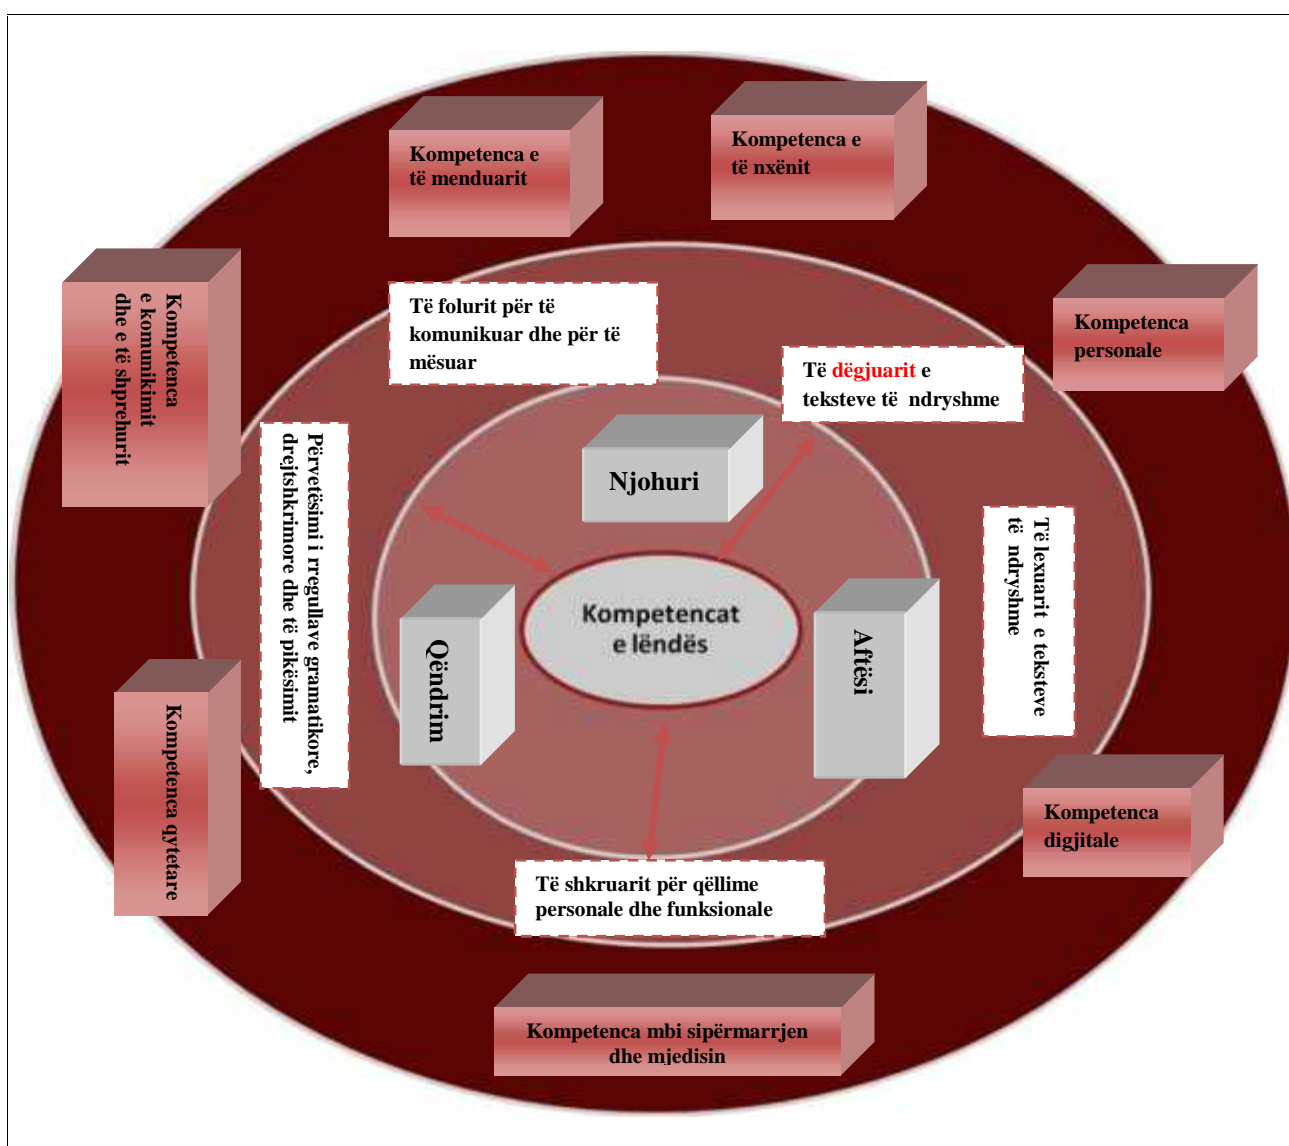 Kompetenca e
të menduarit
Kompetenca e
të nxënit
Kompetenca
e komunikimit
dhe e të shprehurit
Të folurit për të
komunikuar dhe për të
mësuar
Kompetenca
personale
Të dëgjuarit e
teksteve të ndryshme
Përvetësimi i rregullave gramatikore,
drejtshkrimore dhe të pikësimit
Njohuri
Të lexuarit e teksteve
të ndryshme
Kompetencat
e lëndës
Qëndrim
Aftësi
Kompetenca qytetare
Kompetenca
digjitale
Të shkruarit për qëllime
personale dhe funksionale
Kompetenca mbi sipërmarrjen
dhe mjedisin